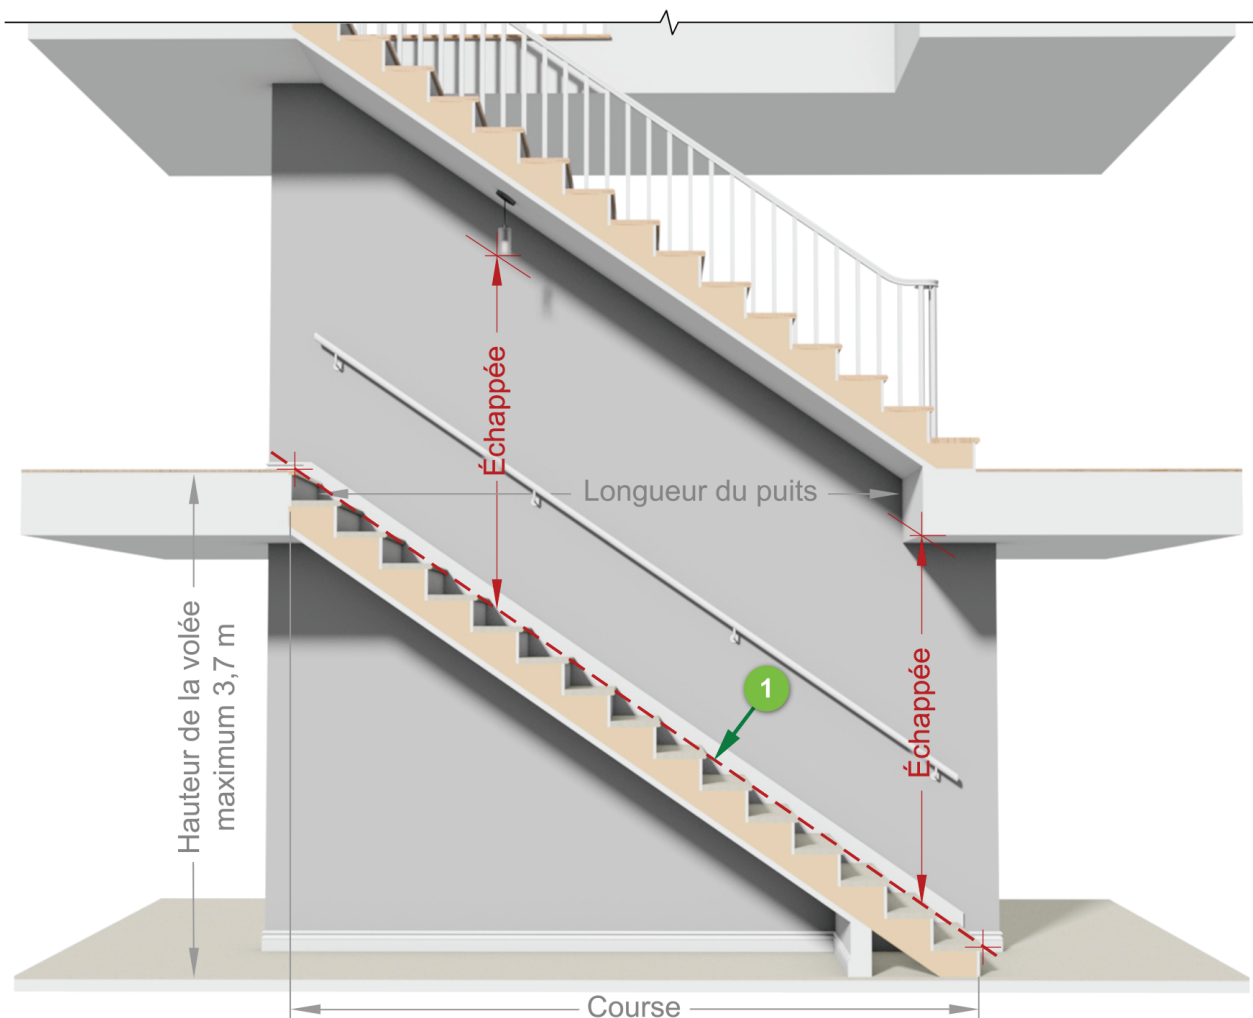 Échappée
Longueur du puits
Hauteur de la volée
maximum 3,7 m
1
Échappée
Course